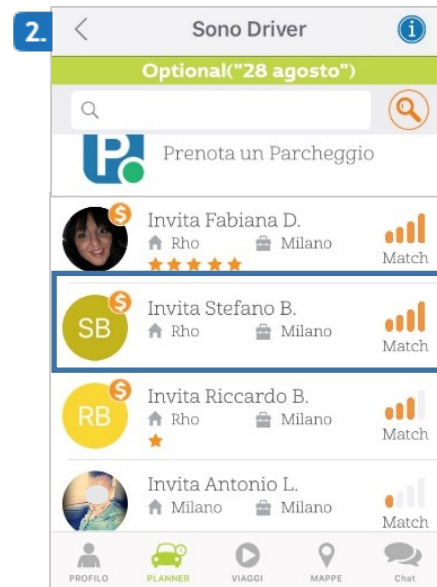 2.
Sono Driver
i
Optional("28 agosto")
P
Prenota un Parcheggio
$
Invita Fabiana D.
Rho Milano
Match
$
SB
Invita Stefano B.
Rho Milano
Match
$
RB
Invita Riccardo B.
Rho Milano
Match
Invita Antonio L.
Milano Milano
Match
PROFILO PLANNER VIAGGI MAPPE Chat